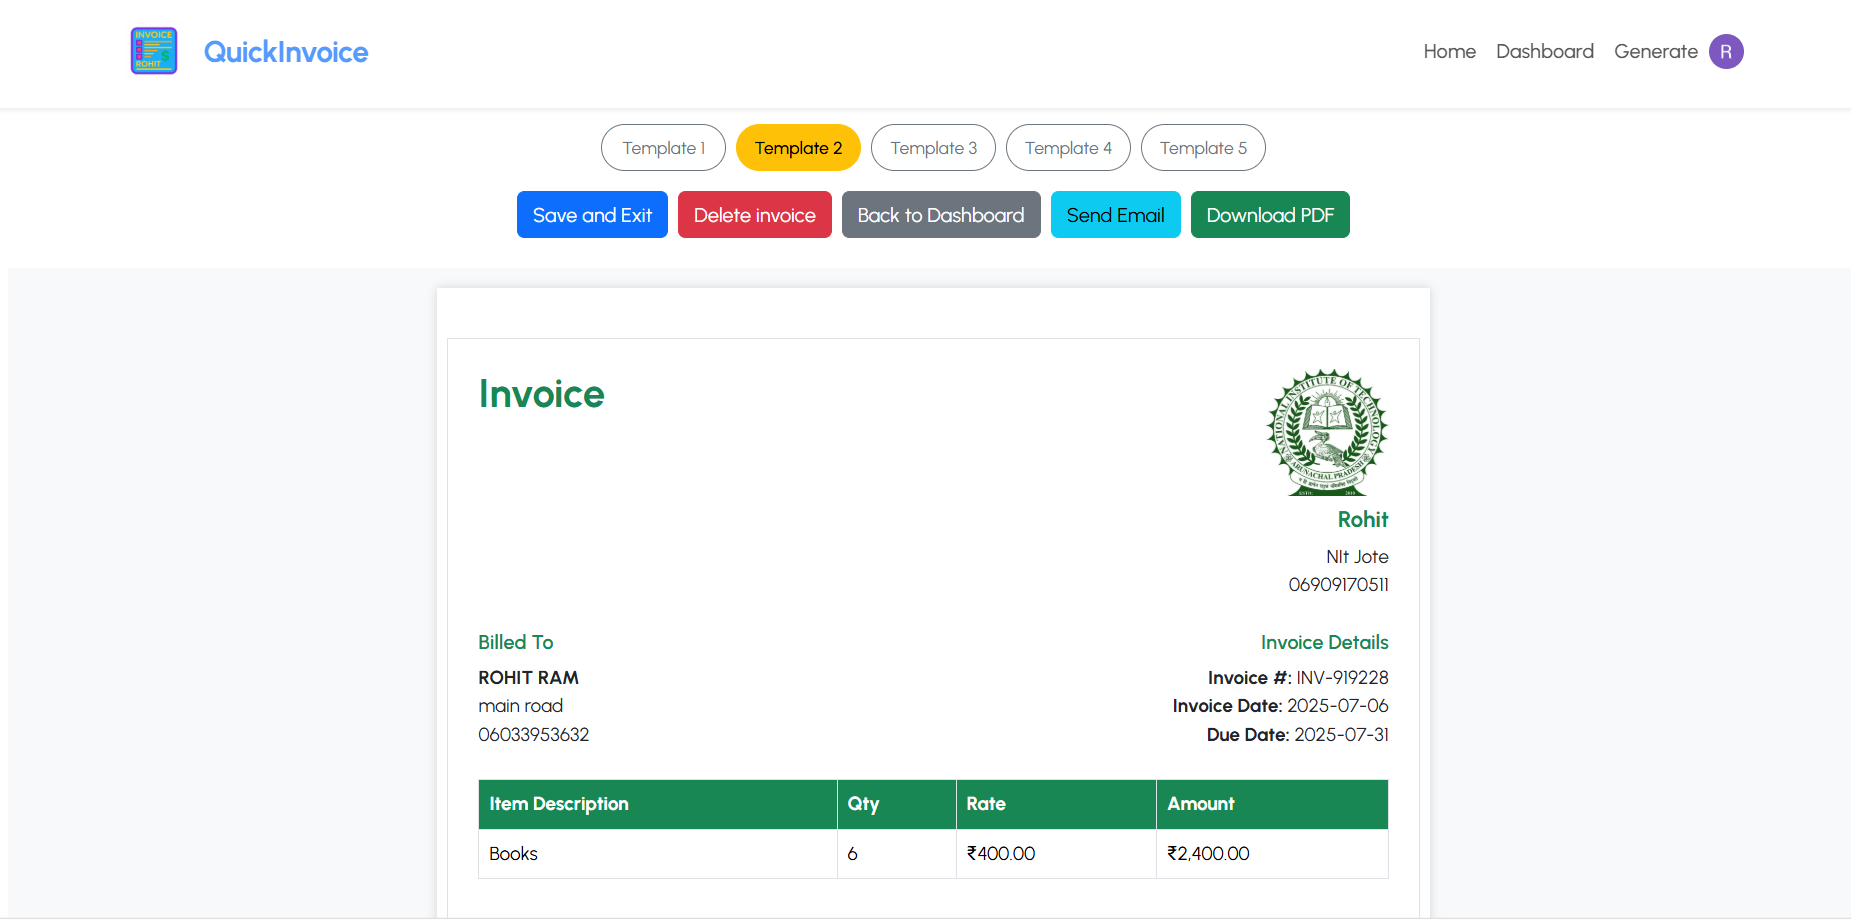 INVOICE
ROHIT
QuickInvoice
Home Dashboard Generate R
Template 1 Template 2 Template 3 Template 4 Template 5
Save and Exit Delete invoice Back to Dashboard Send Email Download PDF
Invoice
NATIONAL INSTITUTE OF TECHNOLOGY
ARUNACHAL PRADESH
ESTD. 2010
Rohit
NIt Jote
06909170511
Billed To Invoice Details
ROHIT RAM Invoice #: INV-919228
main road Invoice Date: 2025-07-06
06033953632 Due Date: 2025-07-31
Item Description Qty Rate Amount
Books 6 ₹400.00 ₹2,400.00